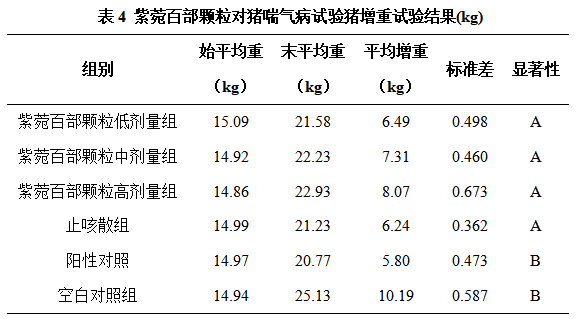 表 4 紫菀百部颗粒对猪喘气病试验猪增重试验结果(kg)
组别 始平均重（kg） 末平均重（kg） 平均增重（kg） 标准差 显著性
紫菀百部颗粒低剂量组 15.09 21.58 6.49 0.498 A
紫菀百部颗粒中剂量组 14.92 22.23 7.31 0.460 A
紫菀百部颗粒高剂量组 14.86 22.93 8.07 0.673 A
止咳散组 14.99 21.23 6.24 0.362 A
阳性对照 14.97 20.77 5.80 0.473 B
空白对照组 14.94 25.13 10.19 0.587 B